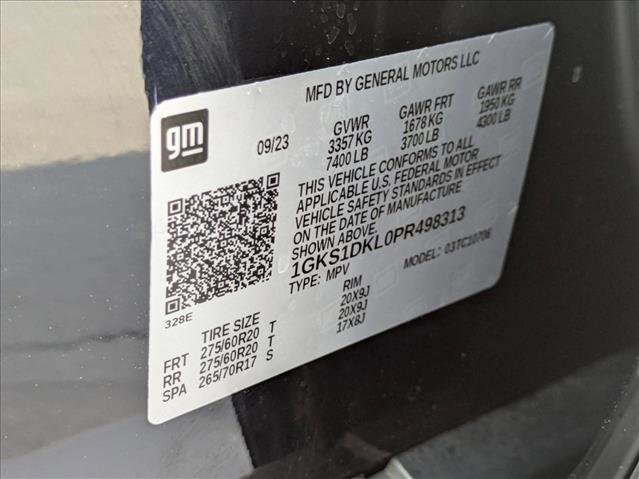 MFD BY GENERAL MOTORS LLC
gm
09/23 GVWR GAWR FRT GAWR RR
3357 KG 1678 KG 1950 KG
7400 LB 3700 LB 4300 LB
THIS VEHICLE CONFORMS TO ALL
APPLICABLE U.S. FEDERAL MOTOR
VEHICLE SAFETY STANDARDS IN EFFECT
ON THE DATE OF MANUFACTURE
SHOWN ABOVE.
1GKS1DKL0PR498313
TYPE: MPV MODEL: 03TC10706
328E
TIRE SIZE RIM
FRT 275/60R20 T 20X9J
RR 275/60R20 T 20X9J
SPA 265/70R17 S 17X8J